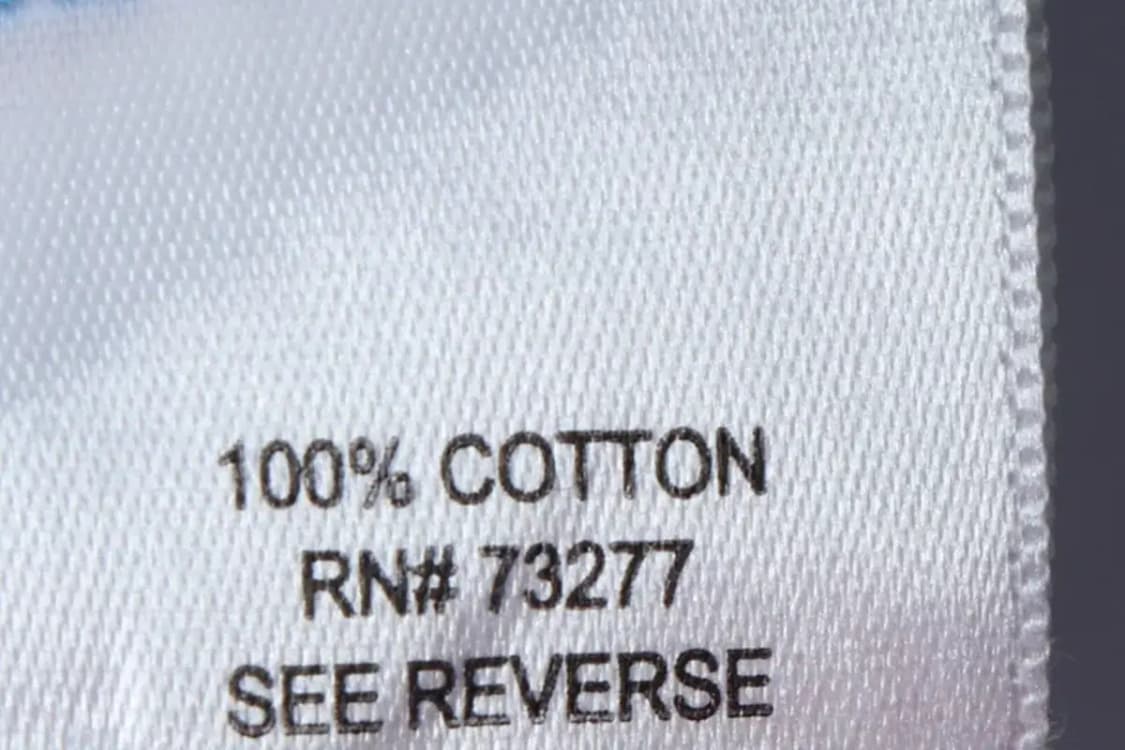 100% COTTON
RN# 73277
SEE REVERSE